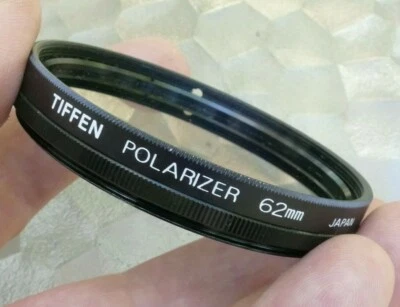 TIFFEN POLARIZER 62mm JAPAN